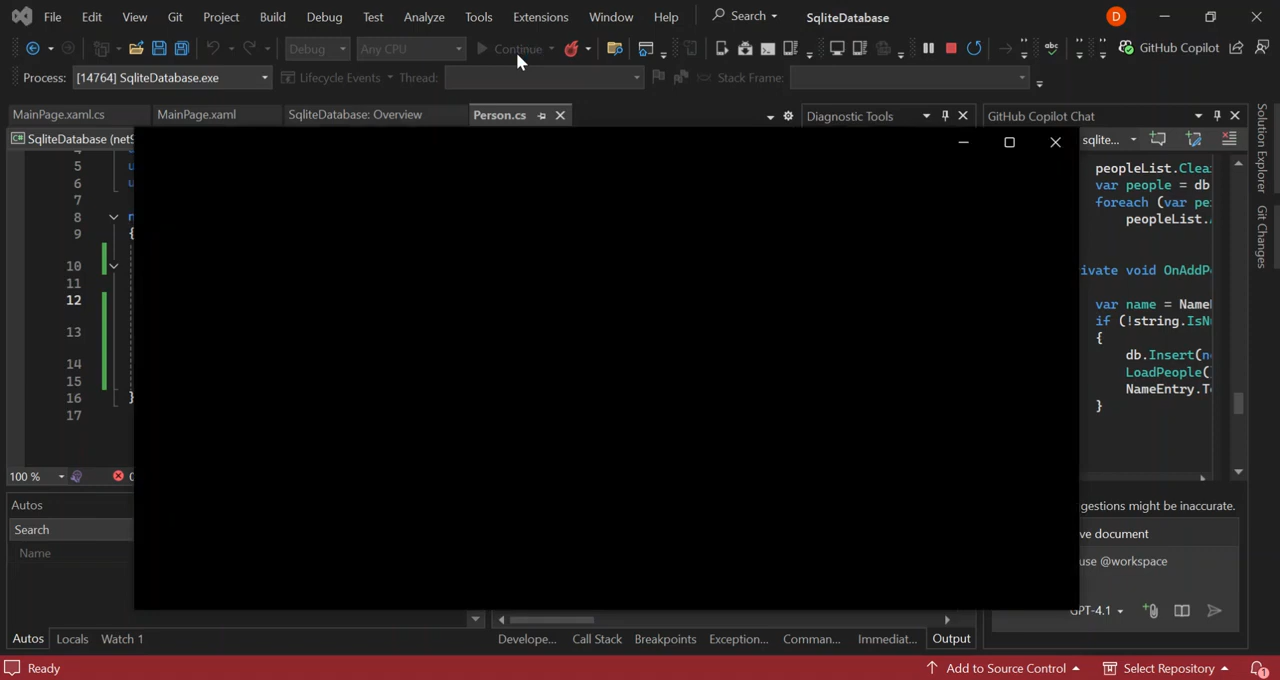 File Edit View Git Project Build Debug Test Analyze Tools Extensions Window Help Search SqliteDatabase D
Debug Any CPU Continue GitHub Copilot
Process: [14764] SqliteDatabase.exe Lifecycle Events Thread: Stack Frame:
MainPage.xaml.cs MainPage.xaml SqliteDatabase: Overview Person.cs Diagnostic Tools GitHub Copilot Chat
SqliteDatabase (net9 sqlite...
5 u
6 u
7
8 n
9 {
10
11
12
13
14
15
16 }
17
100 % 0
Autos
Search
Name
Autos Locals Watch 1
peopleList.Clea
var people = db
foreach (var pe
peopleList.
ivate void OnAddP
var name = Name
if (!string.IsN
{
db.Insert(n
LoadPeople(
NameEntry.T
}
gestions might be inaccurate.
ve document
use @workspace
GPT-4.1
Develope... Call Stack Breakpoints Exception... Comman... Immediat... Output
Solution Explorer
Git Changes
Ready Add to Source Control Select Repository 1